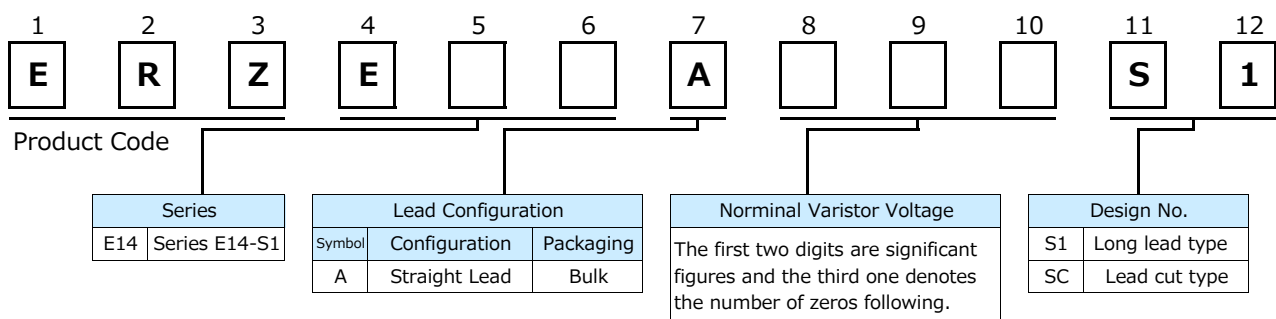 1 2 3 4 5 6 7 8 9 10 11 12
E R Z E A S 1
Product Code
Series
E14 Series E14-S1
Lead Configuration
Symbol Configuration Packaging
A Straight Lead Bulk
Norminal Varistor Voltage
The first two digits are significant
figures and the third one denotes
the number of zeros following.
Design No.
S1 Long lead type
SC Lead cut type